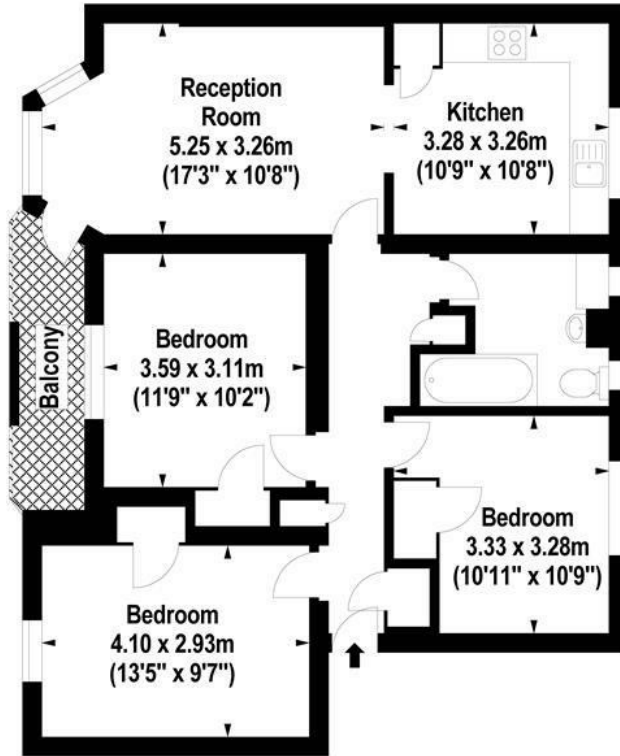 Reception
Room
5.25 x 3.26m
(17'3" x 10'8")
Kitchen
3.28 x 3.26m
(10'9" x 10'8")
Balcony
Bedroom
3.59 x 3.11m
(11'9" x 10'2")
Bedroom
3.33 x 3.28m
(10'11" x 10'9")
Bedroom
4.10 x 2.93m
(13'5" x 9'7")